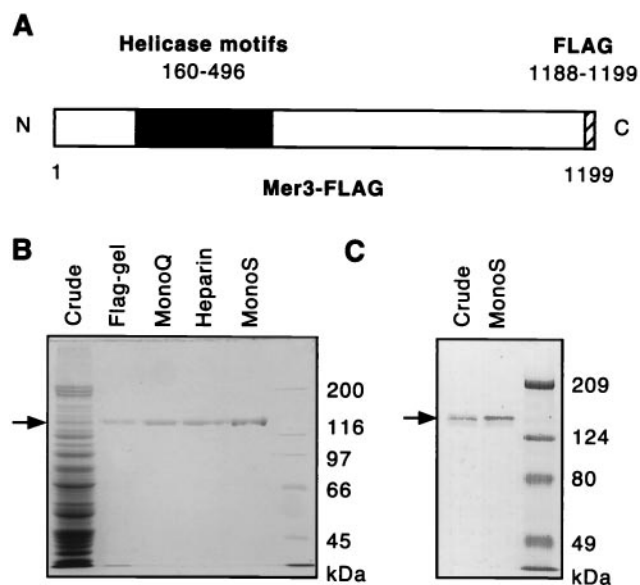 A
Helicase motifs
160-496
FLAG
1188-1199
N
C
1
Mer3-FLAG
1199
B
Crude
Flag-gel
MonoQ
Heparin
MonoS
200
116
97
66
45
kDa
C
Crude
MonoS
209
124
80
49
kDa